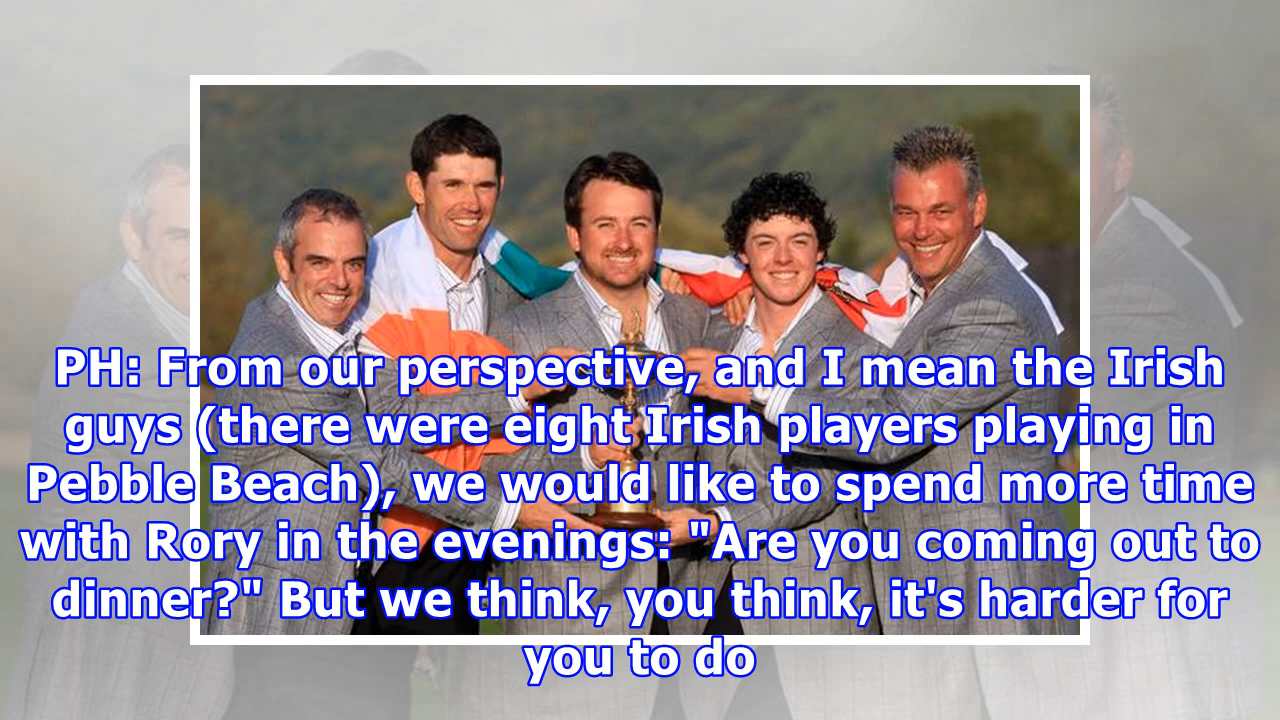 PH: From our perspective, and I mean the Irish
guys (there were eight Irish players playing in
Pebble Beach), we would like to spend more time
with Rory in the evenings: "Are you coming out to
dinner?" But we think, you think, it's harder for
you to do